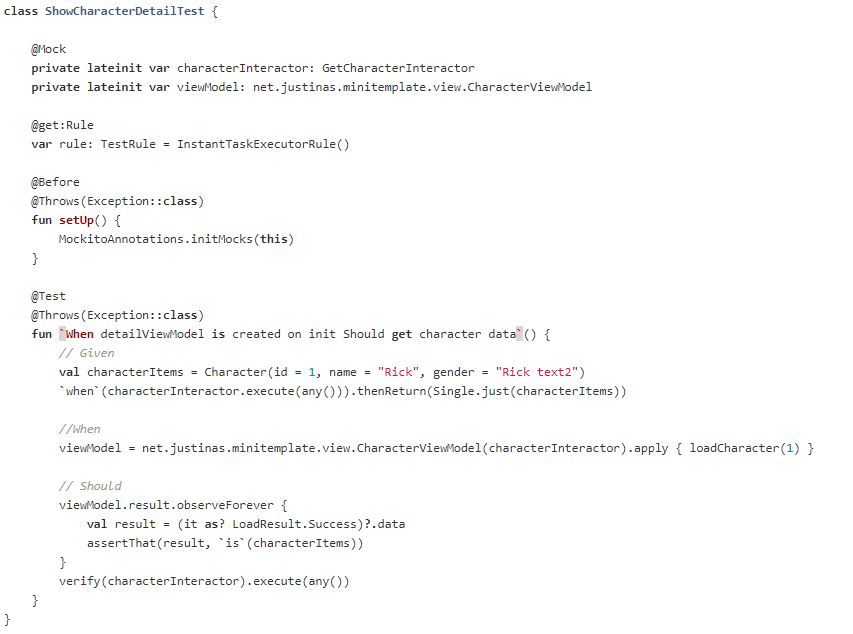 class ShowCharacterDetailTest {
@Mock
private lateinit var characterInteractor: GetCharacterInteractor
private lateinit var viewModel: net.justinas.minitemplate.view.CharacterViewModel
@get:Rule
var rule: TestRule = InstantTaskExecutorRule()
@Before
@Throws(Exception::class)
fun setUp() {
MockitoAnnotations.initMocks(this)
}
@Test
@Throws(Exception::class)
fun `When detailViewModel is created on init Should get character data`() {
// Given
val characterItems = Character(id = 1, name = "Rick", gender = "Rick text2")
`when`(characterInteractor.execute(any())).thenReturn(Single.just(characterItems))
//When
viewModel = net.justinas.minitemplate.view.CharacterViewModel(characterInteractor).apply { loadCharacter(1) }
// Should
viewModel.result.observeForever {
val result = (it as? LoadResult.Success)?.data
assertThat(result, `is`(characterItems))
}
verify(characterInteractor).execute(any())
}
}